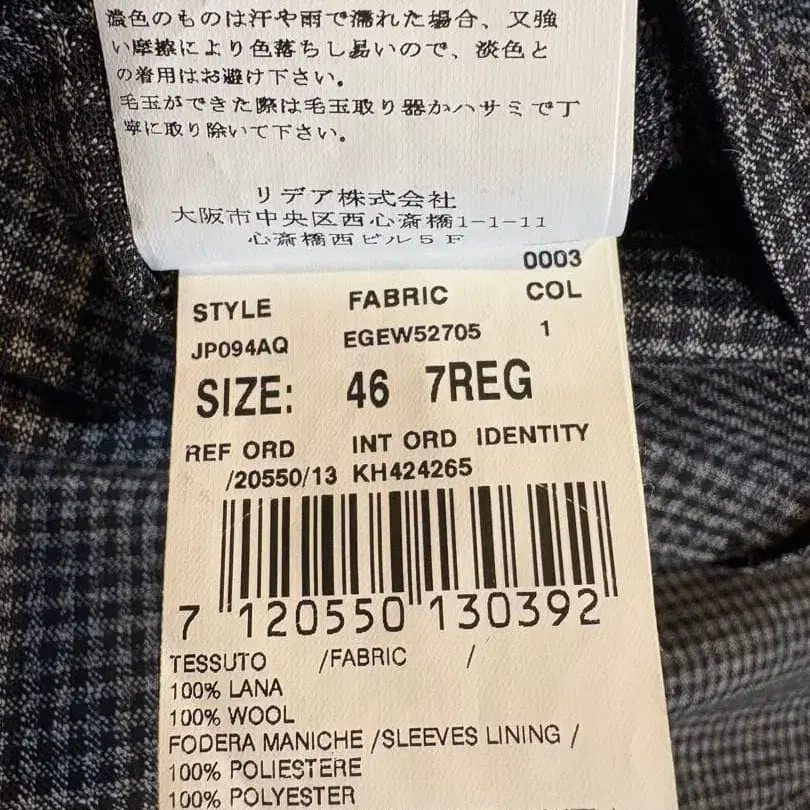 濃色のものは汗や雨で濡れた場合、又強
い摩擦により色落ちし易いので、淡色と
の着用はお避け下さい。
毛玉ができた際は毛玉取り器かハサミで丁
寧に取り除いて下さい。
リデア株式会社
大阪市中央区西心斎橋1-1-11
心斎橋西ビル5F
0003
STYLE FABRIC COL
JP094AQ EGEW52705 1
SIZE: 46 7REG
REF ORD INT ORD IDENTITY
/20550/13 KH424265
7 120550 130392
TESSUTO /FABRIC /
100% LANA
100% WOOL
FODERA MANICHE /SLEEVES LINING /
100% POLIESTERE
100% POLYESTER